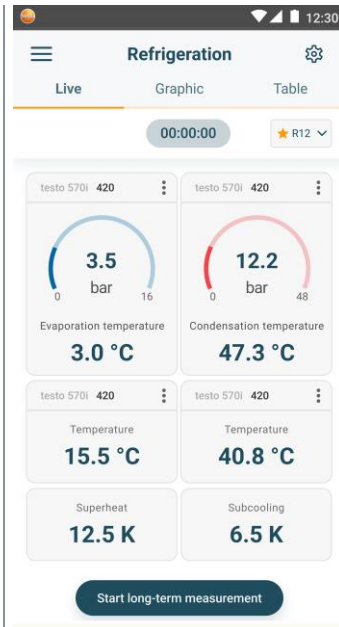 testo
12:30
Refrigeration
Live Graphic Table
00:00:00
R12
testo 570i 420
testo 570i 420
3.5
bar
0 16
12.2
bar
0 48
Evaporation temperature
3.0 °C
Condensation temperature
47.3 °C
testo 570i 420
testo 570i 420
Temperature
15.5 °C
Temperature
40.8 °C
Superheat
12.5 K
Subcooling
6.5 K
Start long-term measurement